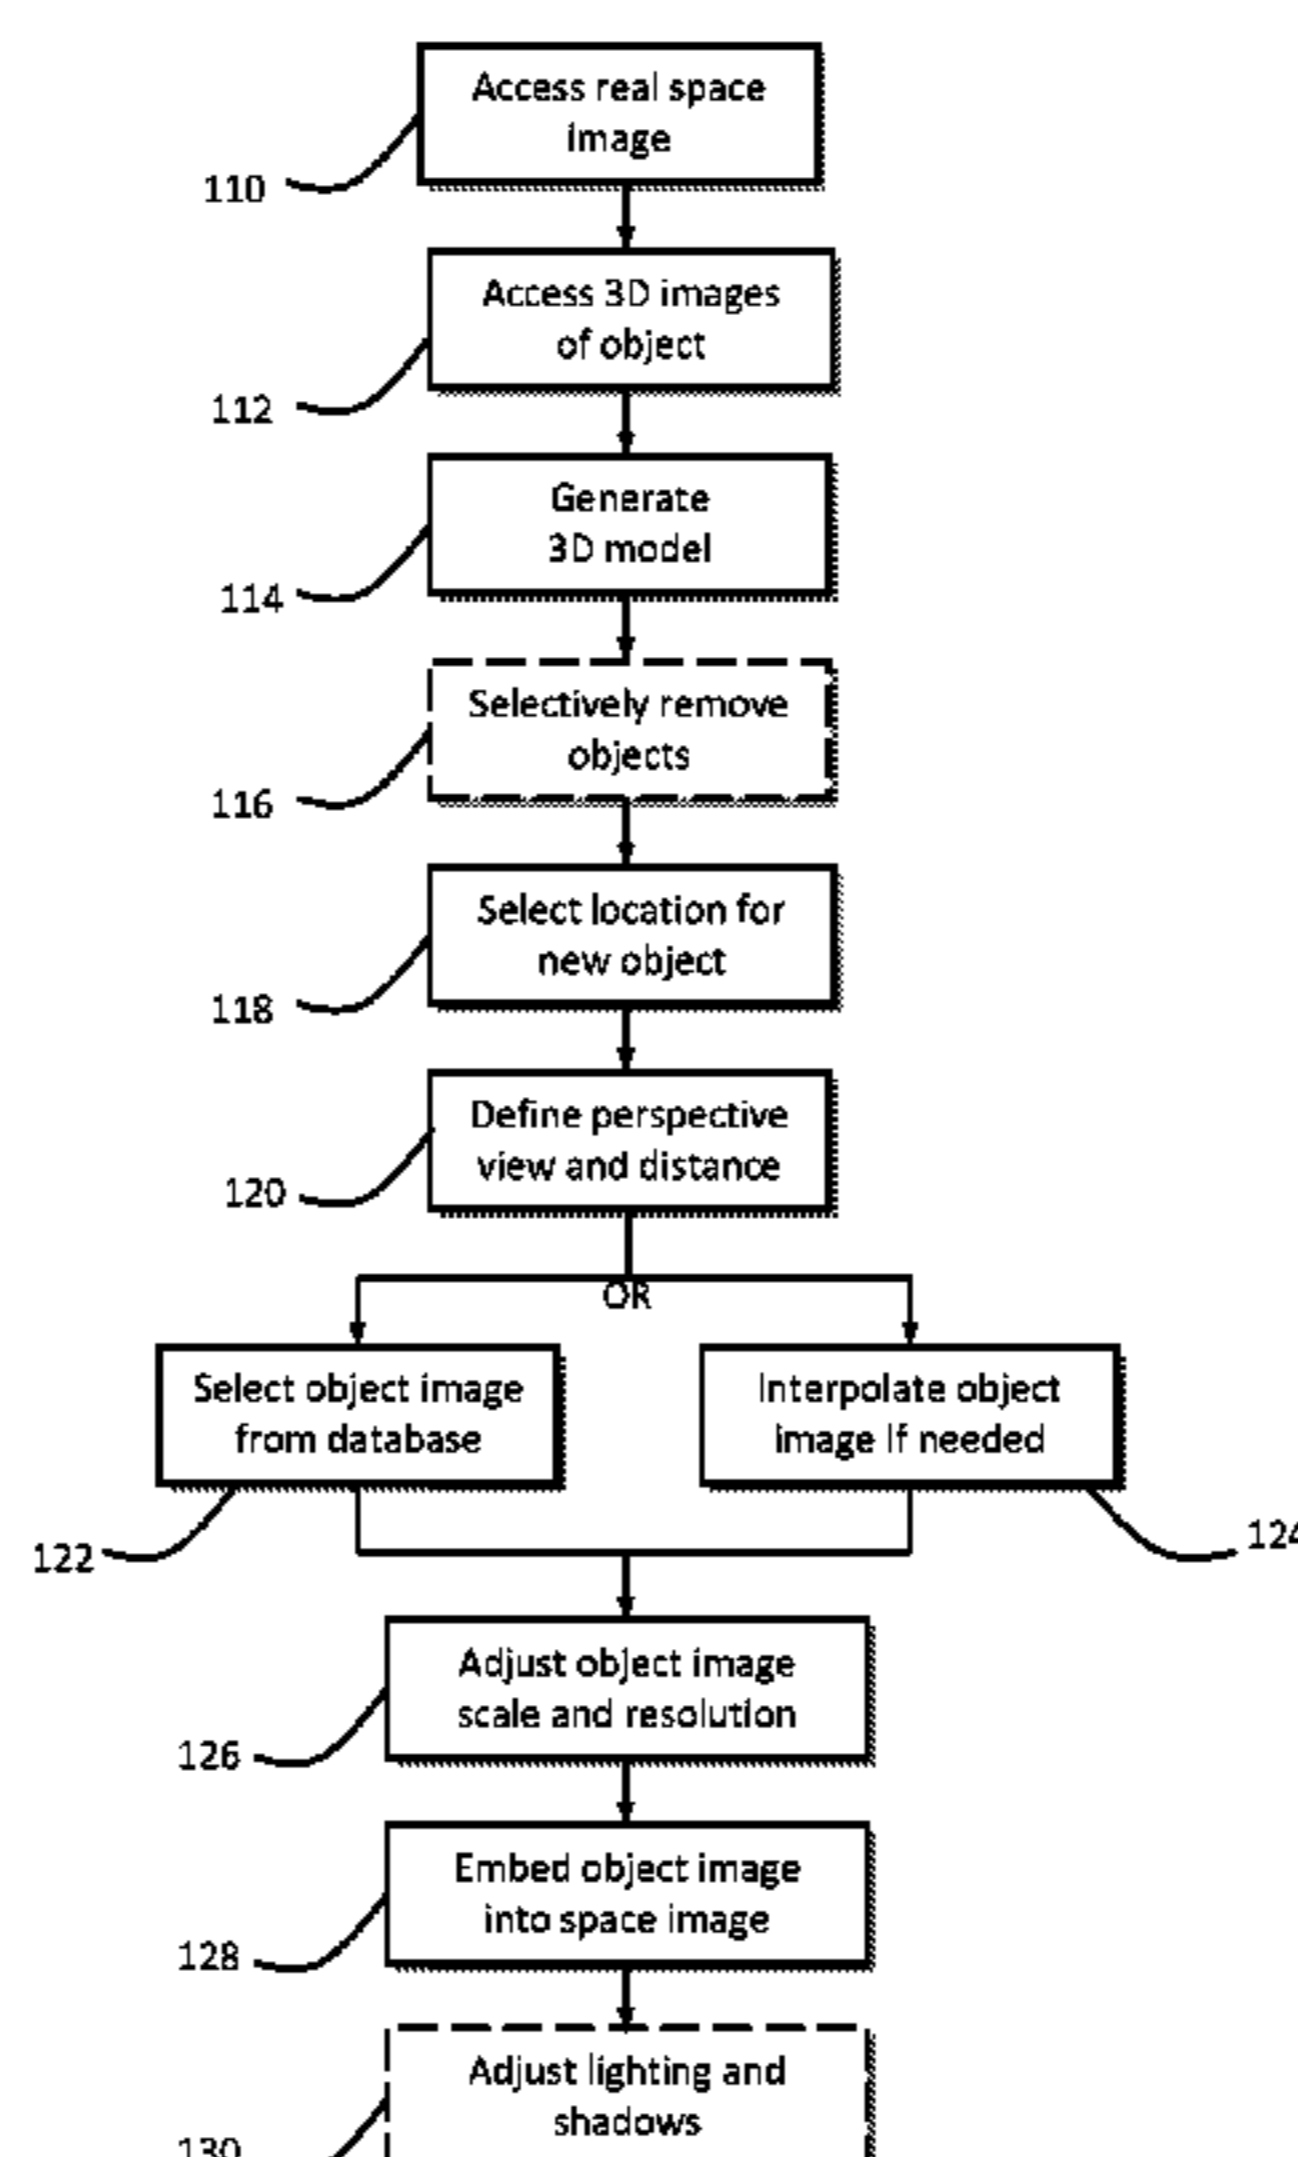 Access real space
image
110
Access 3D images
of object
112
Generate
3D model
114
Selectively remove
objects
116
Select location for
new object
118
Define perspective
view and distance
120
OR
Select object image
from database
Interpolate object
image if needed
122
124
Adjust object image
scale and resolution
126
Embed object image
into space image
128
Adjust lighting and
shadows
130